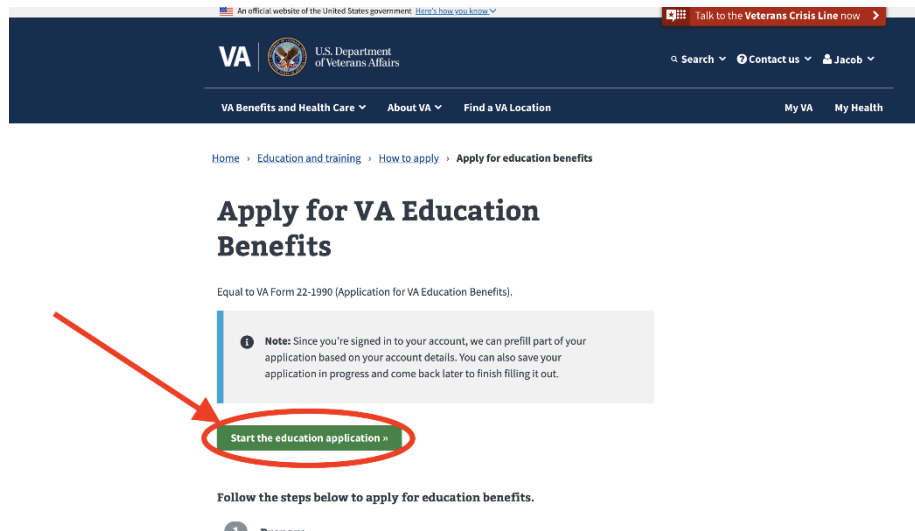 An official website of the United States government Here's how you know
Talk to the Veterans Crisis Line now
VA
U.S. Department
of Veterans Affairs
Search
Contact us
Jacob
VA Benefits and Health Care
About VA
Find a VA Location
My VA
My Health
Home › Education and training › How to apply › Apply for education benefits
Apply for VA Education
Benefits
Equal to VA Form 22-1990 (Application for VA Education Benefits).
Note: Since you're signed in to your account, we can prefill part of your
application based on your account details. You can also save your
application in progress and come back later to finish filling it out.
Start the education application »
Follow the steps below to apply for education benefits.
1 Prepare